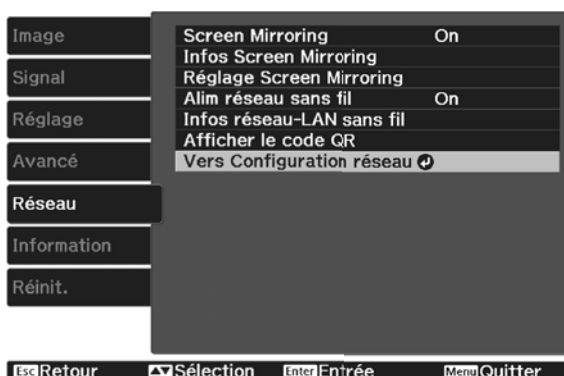 Image
Signal
Réglage
Avancé
Réseau
Information
Réinit.
Screen Mirroring On
Infos Screen Mirroring
Réglage Screen Mirroring
Alim réseau sans fil On
Infos réseau-LAN sans fil
Afficher le code QR
Vers Configuration réseau
Esc Retour Sélection Enter Entrée Menu Quitter